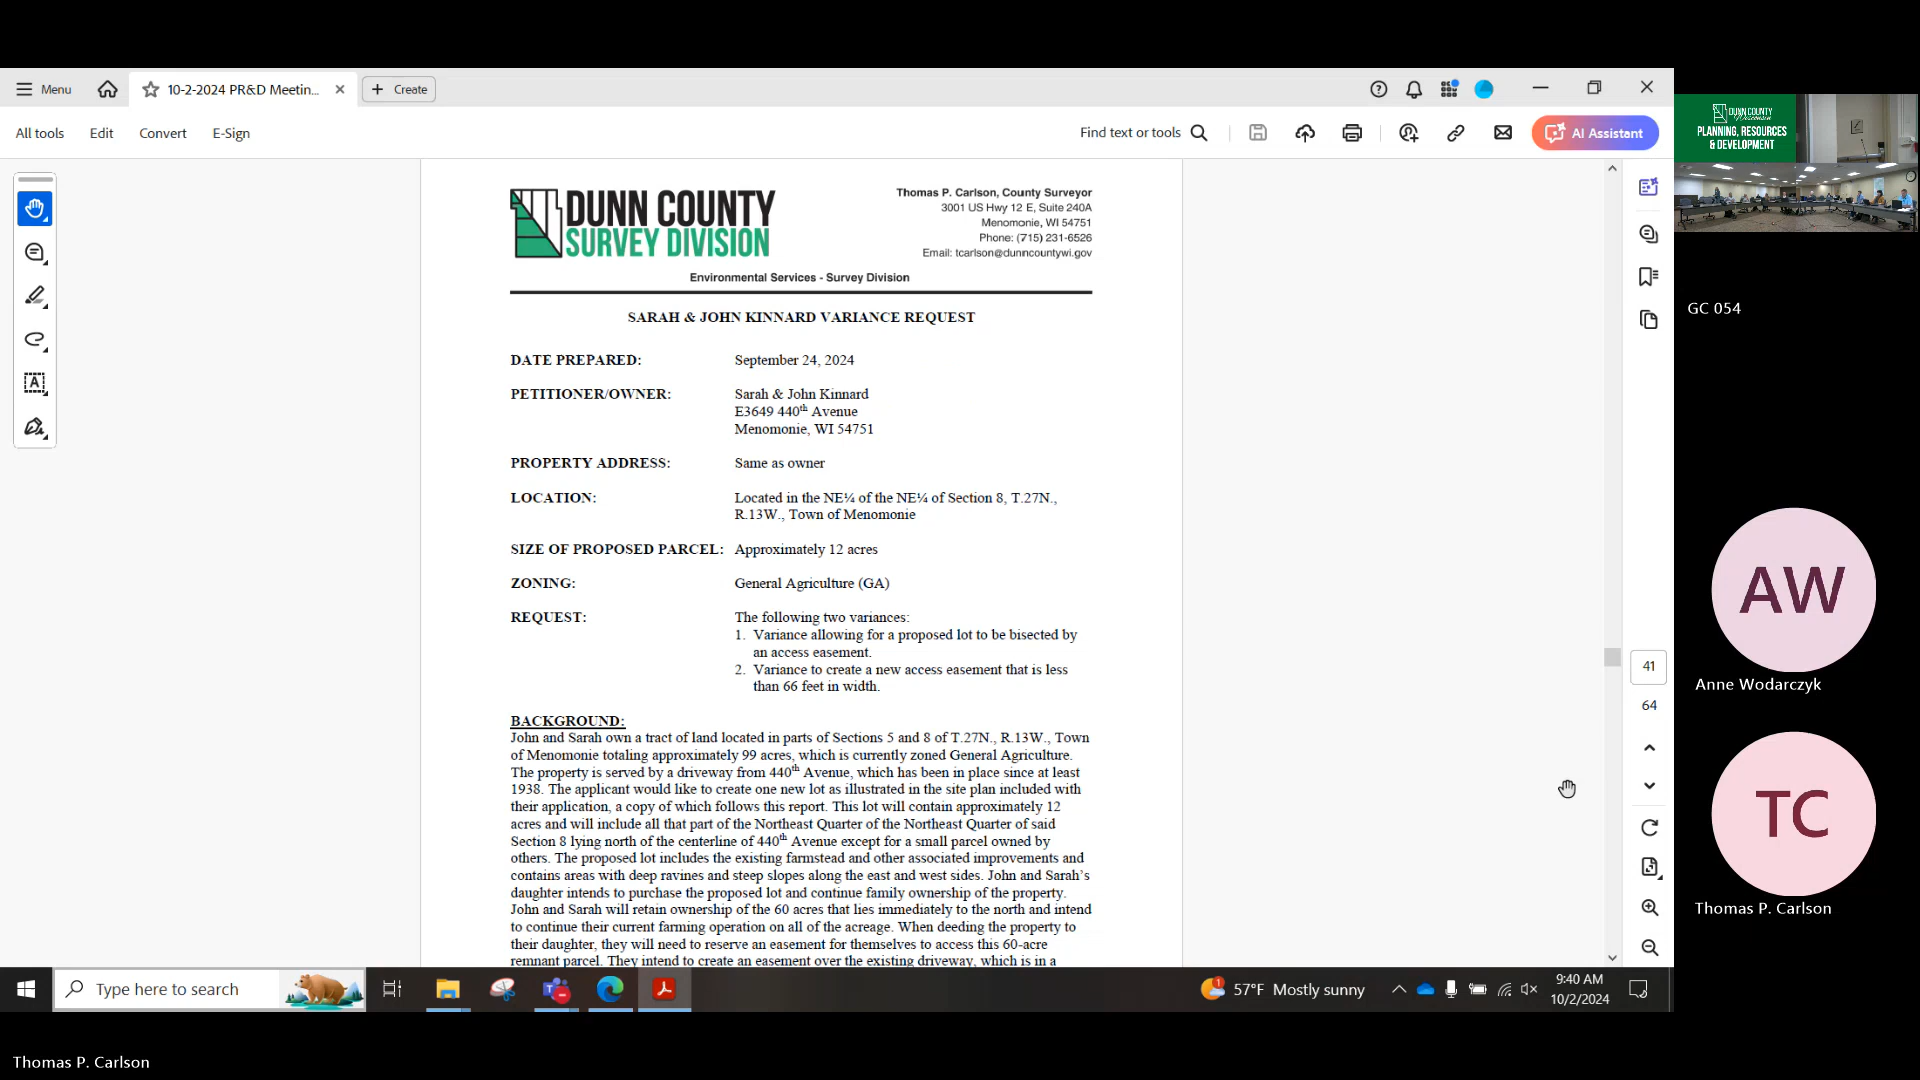 Menu
10-2-2024 PR&D Meetin...
Create
All tools
Edit
Convert
E-Sign
Find text or tools
AI Assistant
DUNN COUNTY
SURVEY DIVISION
Thomas P. Carlson, County Surveyor
3001 US Hwy 12 E, Suite 240A
Menomonie, WI 54751
Phone: (715) 231-6526
Email: tcarlson@dunncountywi.gov
Environmental Services - Survey Division
SARAH & JOHN KINNARD VARIANCE REQUEST
DATE PREPARED: September 24, 2024
PETITIONER/OWNER: Sarah & John Kinnard
E3649 440th Avenue
Menomonie, WI 54751
PROPERTY ADDRESS: Same as owner
LOCATION: Located in the NE¼ of the NE¼ of Section 8, T.27N.,
R.13W., Town of Menomonie
SIZE OF PROPOSED PARCEL: Approximately 12 acres
ZONING: General Agriculture (GA)
REQUEST: The following two variances:
1. Variance allowing for a proposed lot to be bisected by
an access easement.
2. Variance to create a new access easement that is less
than 66 feet in width.
BACKGROUND:
John and Sarah own a tract of land located in parts of Sections 5 and 8 of T.27N., R.13W., Town
of Menomonie totaling approximately 99 acres, which is currently zoned General Agriculture.
The property is served by a driveway from 440th Avenue, which has been in place since at least
1938. The applicant would like to create one new lot as illustrated in the site plan included with
their application, a copy of which follows this report. This lot will contain approximately 12
acres and will include all that part of the Northeast Quarter of the Northeast Quarter of said
Section 8 lying north of the centerline of 440th Avenue except for a small parcel owned by
others. The proposed lot includes the existing farmstead and other associated improvements and
contains areas with deep ravines and steep slopes along the east and west sides. John and Sarah's
daughter intends to purchase the proposed lot and continue family ownership of the property.
John and Sarah will retain ownership of the 60 acres that lies immediately to the north and intend
to continue their current farming operation on all of the acreage. When deeding the property to
their daughter, they will need to reserve an easement for themselves to access this 60-acre
remnant parcel. They intend to create an easement over the existing driveway, which is in a
41
64
Type here to search
57°F Mostly sunny
9:40 AM
10/2/2024
DUNN COUNTY
Wisconsin
PLANNING, RESOURCES
& DEVELOPMENT
GC 054
AW
Anne Wodarczyk
TC
Thomas P. Carlson
Thomas P. Carlson